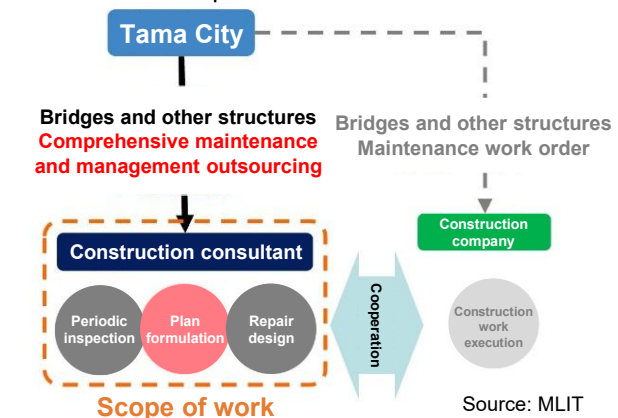 Tama City
Bridges and other structures
Comprehensive maintenance
and management outsourcing
Bridges and other structures
Maintenance work order
Construction consultant
Periodic
inspection
Plan
formulation
Repair
design
Scope of work
Cooperation
Construction
company
Construction
work
execution
Source: MLIT